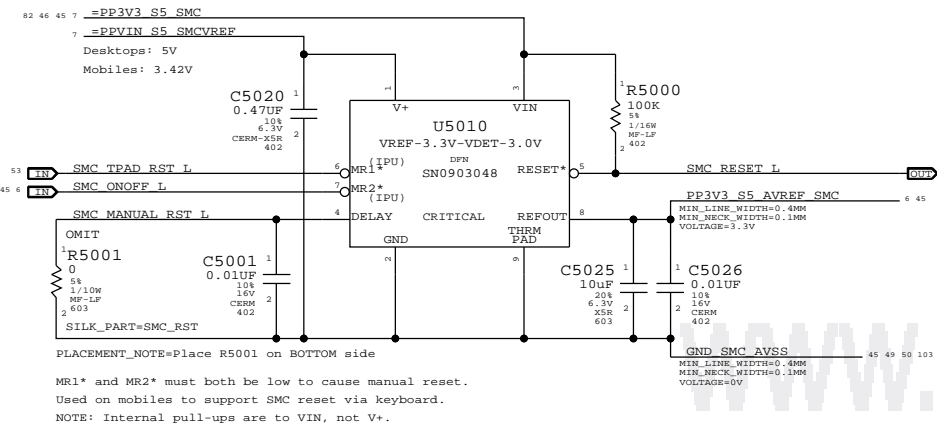 82 46 45 7 =PP3V3_S5_SMC
7 =PPVIN_S5_SMCVREF
Desktops: 5V
Mobiles: 3.42V
C5020
0.47UF
10%
6.3V
CERM-X5R
402
1
2
1
V+
3
VIN
U5010
VREF-3.3V-VDET-3.0V
DFN
SN0903048
CRITICAL
R5000
100K
5%
1/16W
MF-LF
402
1
2
53 IN SMC_TPAD_RST_L 6 MR1* (IPU)
45 6 IN SMC_ONOFF_L 7 MR2* (IPU)
SMC_MANUAL_RST_L 4 DELAY
RESET* 5 SMC_RESET_L OUT
REFOUT 8
PP3V3_S5_AVREF_SMC 6 45
MIN_LINE_WIDTH=0.4MM
MIN_NECK_WIDTH=0.1MM
VOLTAGE=3.3V
GND
2
THRM
PAD
9
OMIT
R5001
0
5%
1/10W
MF-LF
603
1
2
SILK_PART=SMC_RST
C5001
0.01UF
10%
16V
CERM
402
1
2
C5025
10uF
20%
6.3V
X5R
603
1
2
C5026
0.01UF
10%
16V
CERM
402
1
2
GND_SMC_AVSS 45 49 50 103
MIN_LINE_WIDTH=0.4MM
MIN_NECK_WIDTH=0.1MM
VOLTAGE=0V
PLACEMENT_NOTE=Place R5001 on BOTTOM side
MR1* and MR2* must both be low to cause manual reset.
Used on mobiles to support SMC reset via keyboard.
NOTE: Internal pull-ups are to VIN, not V+.
www.